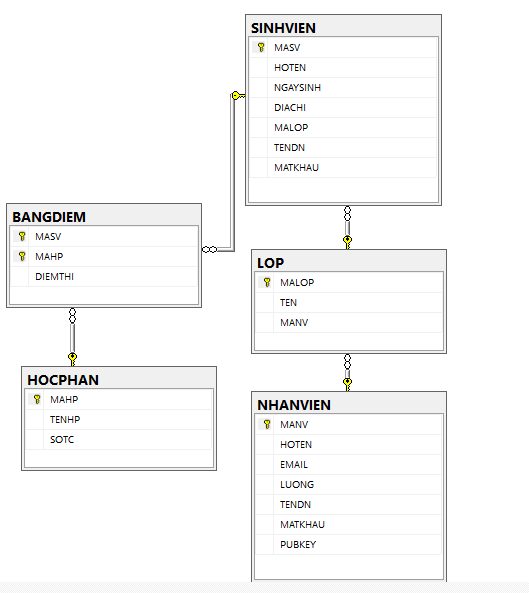 SINHVIEN
MASV
HOTEN
NGAYSINH
DIACHI
MALOP
TENDN
MATKHAU
BANGDIEM
MASV
MAHP
DIEMTHI
LOP
MALOP
TEN
MANV
HOCPHAN
MAHP
TENHP
SOTC
NHANVIEN
MANV
HOTEN
EMAIL
LUONG
TENDN
MATKHAU
PUBKEY